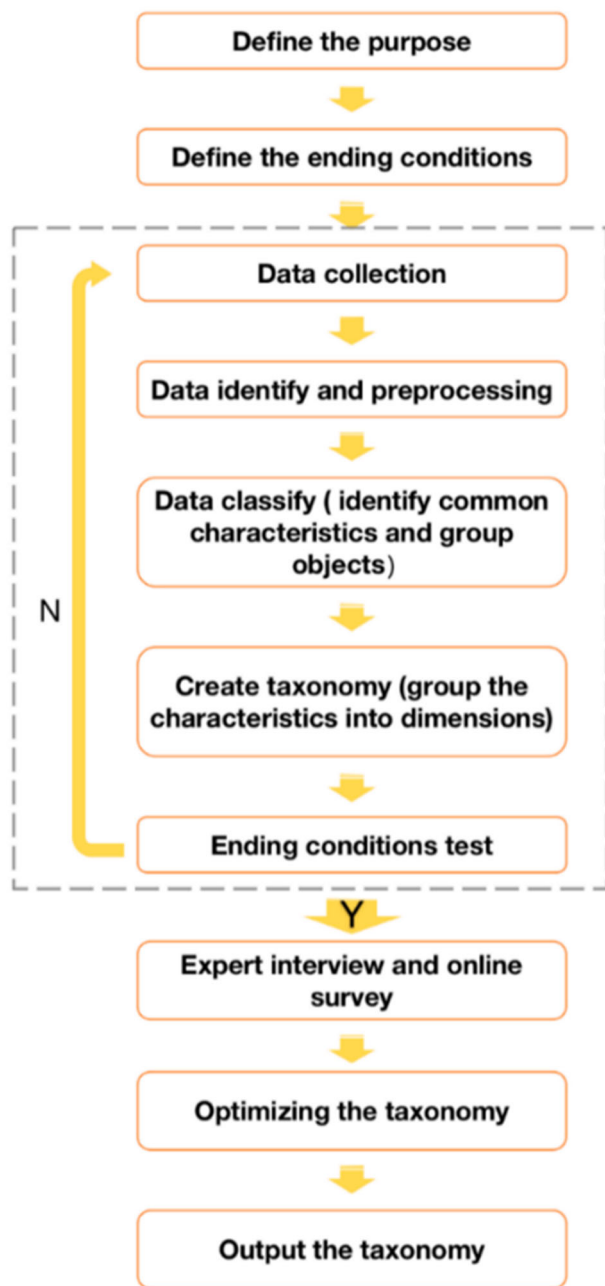 Define the purpose
Define the ending conditions
Data collection
Data identify and preprocessing
Data classify ( identify common
characteristics and group
objects)
N
Create taxonomy (group the
characteristics into dimensions)
Ending conditions test
Y
Expert interview and online
survey
Optimizing the taxonomy
Output the taxonomy